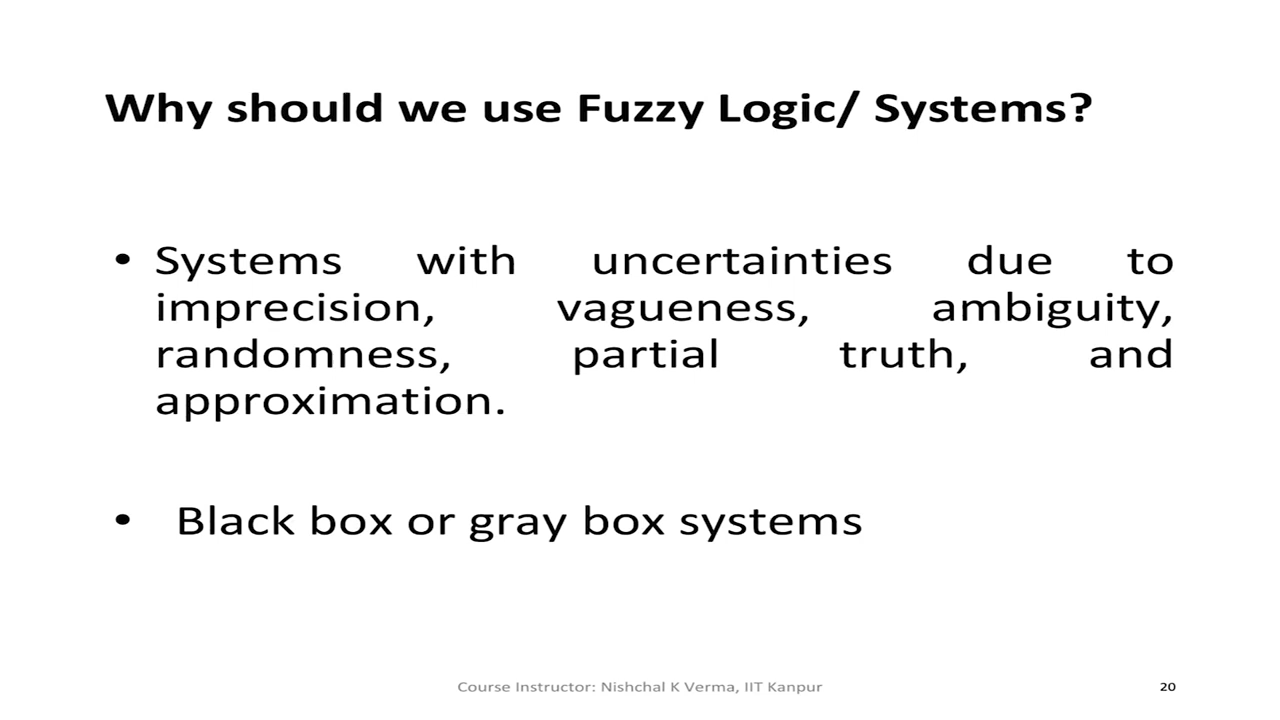 Why should we use Fuzzy Logic/ Systems?
• Systems with uncertainties due to
imprecision, vagueness, ambiguity,
randomness, partial truth, and
approximation.
• Black box or gray box systems
Course Instructor: Nishchal K Verma, IIT Kanpur
20